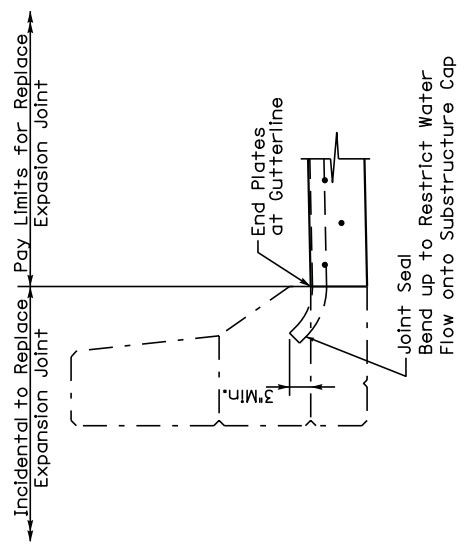 Incidental to Replace
Expansion Joint
Pay Limits for Replace
Expasion Joint
End Plates
at Gutterline
3"Min.
Joint Seal
Bend up to Restrict Water
Flow onto Substructure Cap